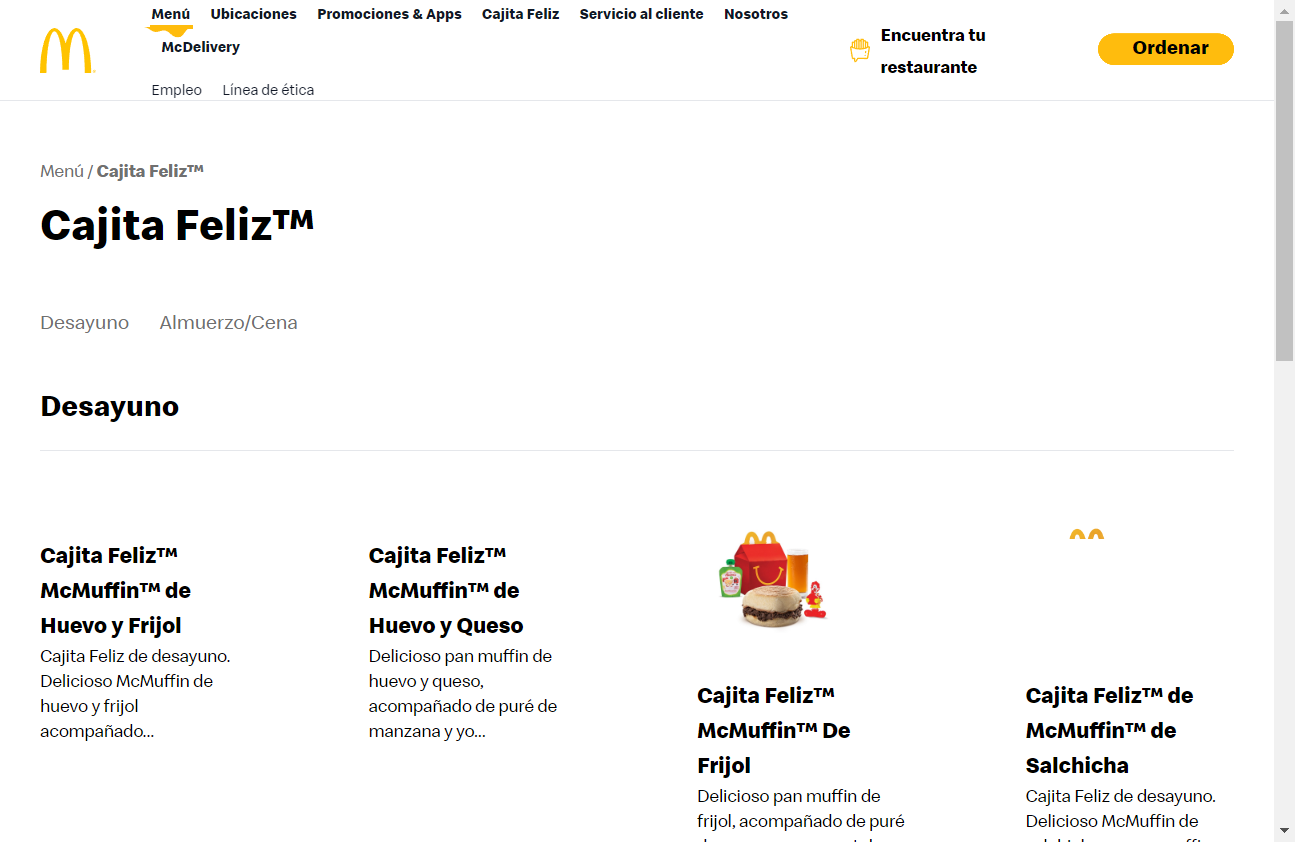 Menú Ubicaciones Promociones & Apps Cajita Feliz Servicio al cliente Nosotros
McDelivery
Empleo Línea de ética
Encuentra tu
restaurante
Ordenar
Menú / Cajita Feliz™
Cajita Feliz™
Desayuno Almuerzo/Cena
Desayuno
Cajita Feliz™
McMuffin™ de
Huevo y Frijol
Cajita Feliz de desayuno.
Delicioso McMuffin de
huevo y frijol
acompañado...
Cajita Feliz™
McMuffin™ de
Huevo y Queso
Delicioso pan muffin de
huevo y queso,
acompañado de puré de
manzana y yo...
Cajita Feliz™
McMuffin™ De
Frijol
Delicioso pan muffin de
frijol, acompañado de puré
Cajita Feliz™ de
McMuffin™ de
Salchicha
Cajita Feliz de desayuno.
Delicioso McMuffin de